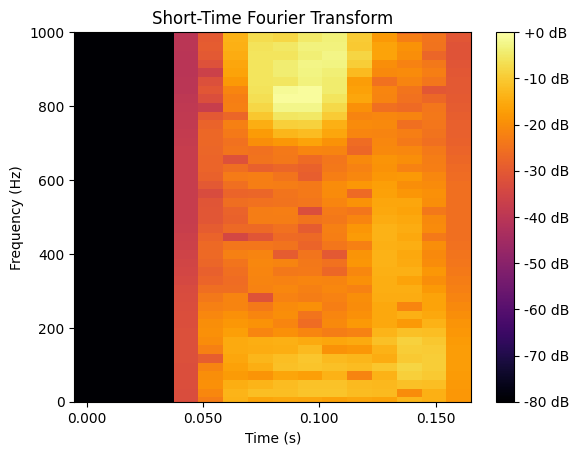 Short-Time Fourier Transform
1000
800
600
400
200
0
Frequency (Hz)
0.000
0.050
0.100
0.150
Time (s)
+0 dB
-10 dB
-20 dB
-30 dB
-40 dB
-50 dB
-60 dB
-70 dB
-80 dB